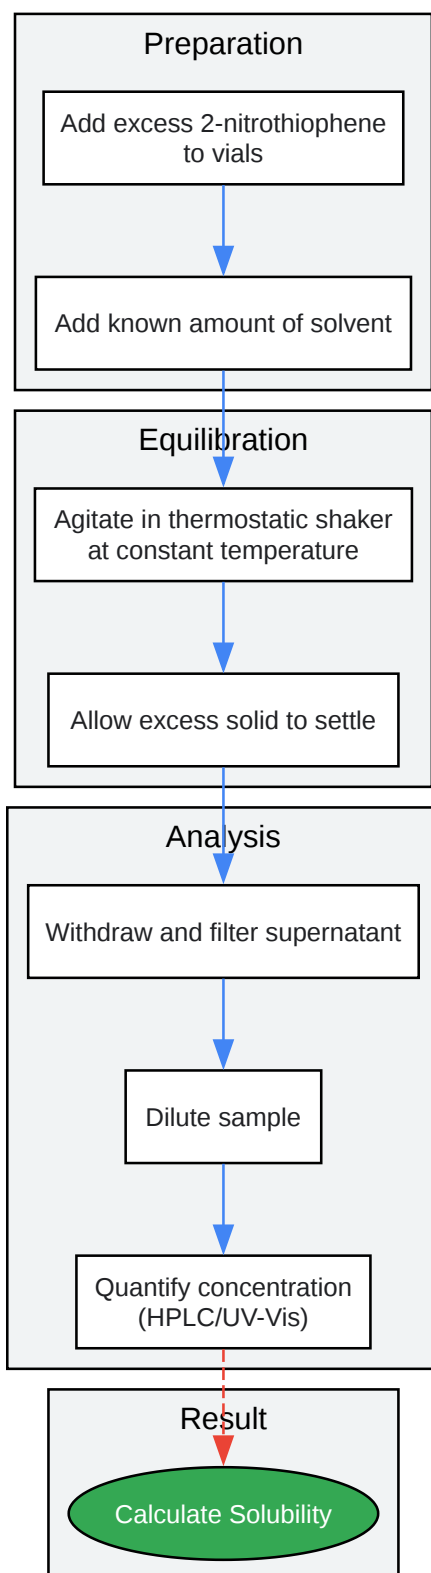 Preparation
Add excess 2-nitrothiophene
to vials
Add known amount of solvent
Equilibration
Agitate in thermostatic shaker
at constant temperature
Allow excess solid to settle
Analysis
Withdraw and filter supernatant
Dilute sample
Quantify concentration
(HPLC/UV-Vis)
Result
Calculate Solubility